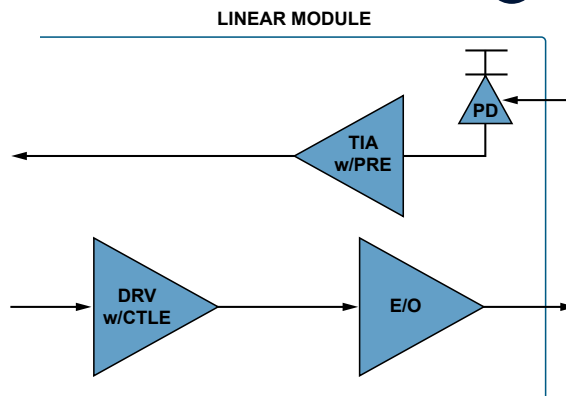 LINEAR MODULE
PD
TIA
w/PRE
DRV
w/CTLE
E/O